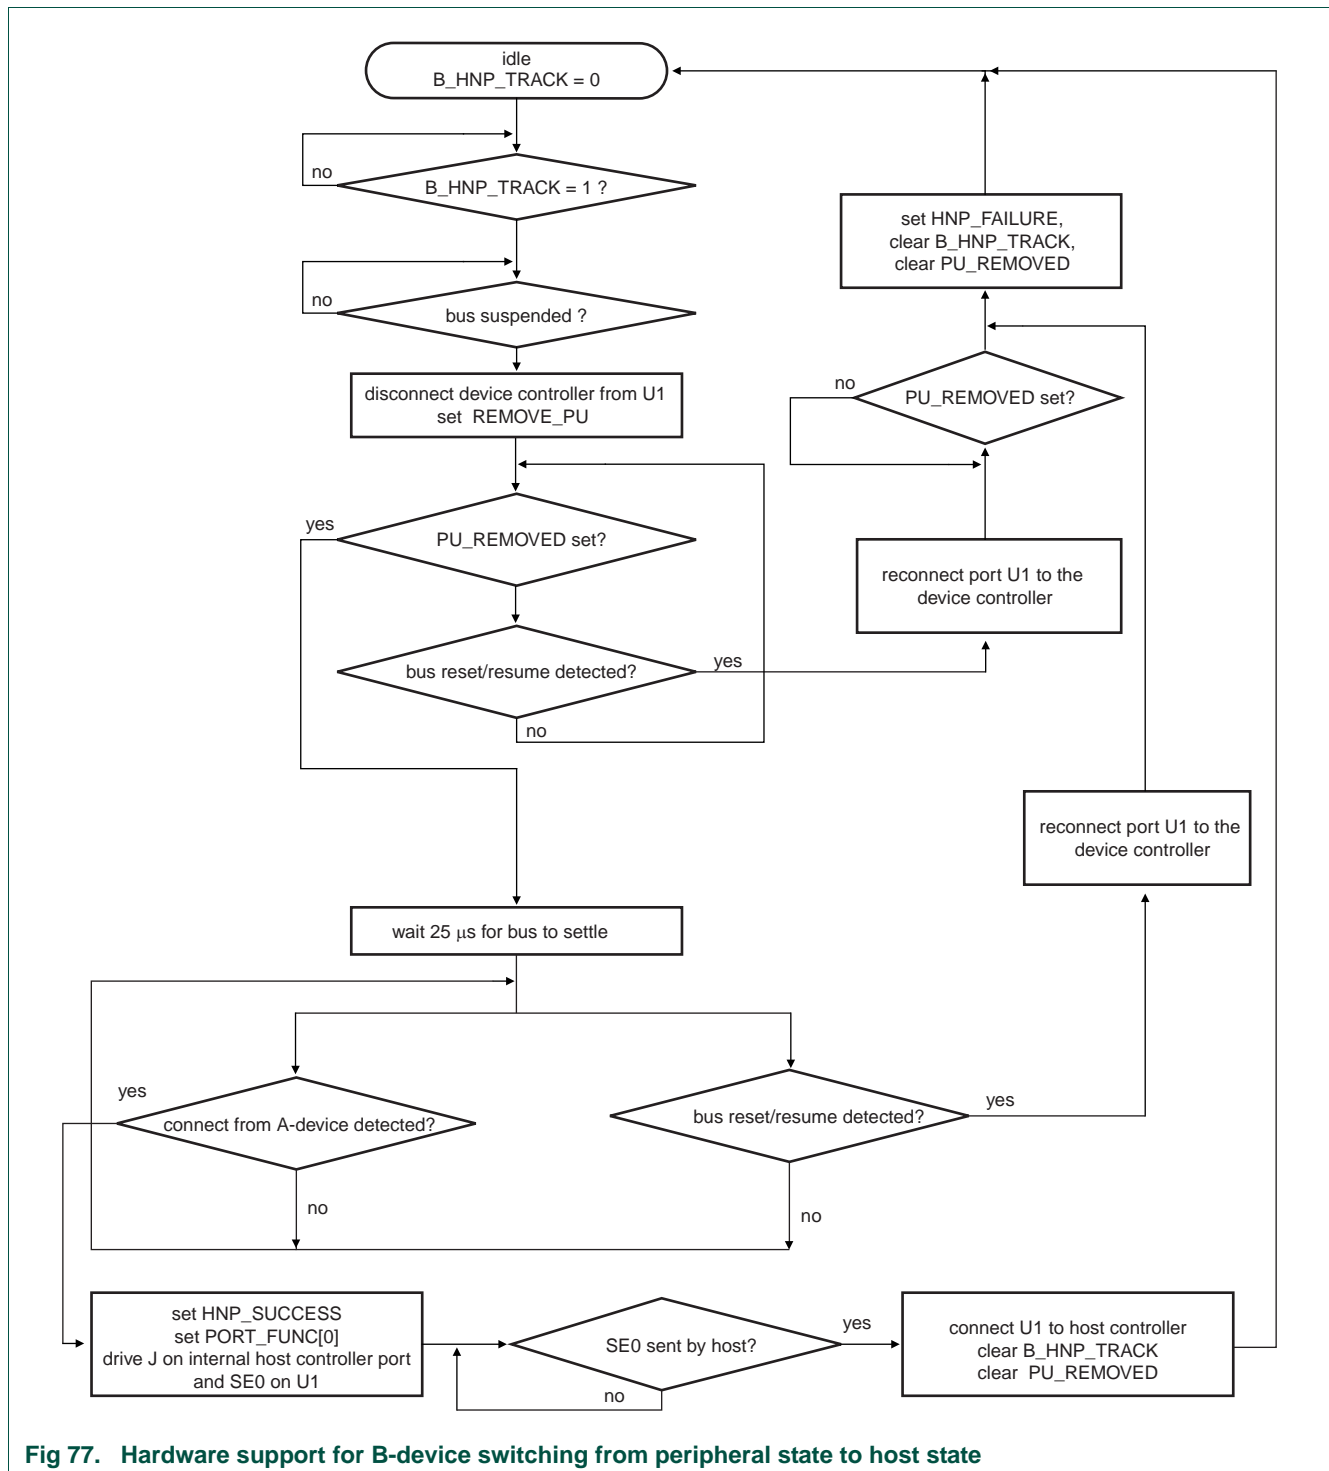 idle
B_HNP_TRACK = 0
no
B_HNP_TRACK = 1 ?
no
bus suspended ?
disconnect device controller from U1
set REMOVE_PU
yes
PU_REMOVED set?
bus reset/resume detected?
yes
no
set HNP_FAILURE,
clear B_HNP_TRACK,
clear PU_REMOVED
no
PU_REMOVED set?
reconnect port U1 to the
device controller
reconnect port U1 to the
device controller
wait 25 μs for bus to settle
yes
connect from A-device detected?
no
bus reset/resume detected?
yes
no
set HNP_SUCCESS
set PORT_FUNC[0]
drive J on internal host controller port
and SE0 on U1
SE0 sent by host?
yes
no
connect U1 to host controller
clear B_HNP_TRACK
clear PU_REMOVED
Fig 77. Hardware support for B-device switching from peripheral state to host state